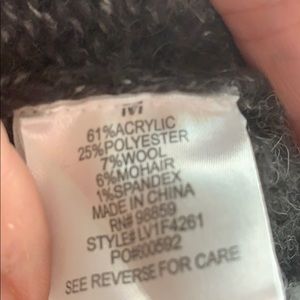 M
61%ACRYLIC
25%POLYESTER
7%WOOL
6%MOHAIR
1%SPANDEX
MADE IN CHINA
RN# 98859
STYLE# LV1F4261
PO#600592
SEE REVERSE FOR CARE